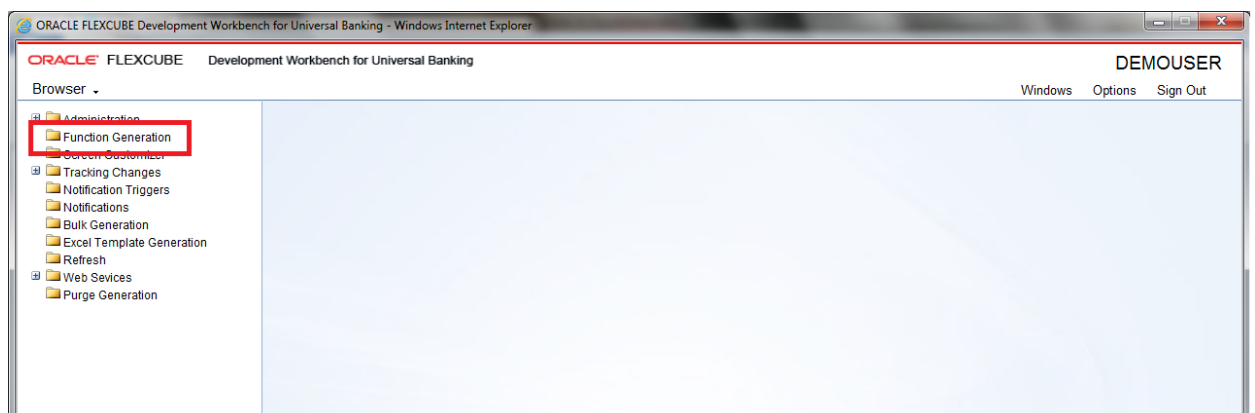 ORACLE FLEXCUBE Development Workbench for Universal Banking - Windows Internet Explorer
ORACLE FLEXCUBE Development Workbench for Universal Banking
DEMOUSER
Browser
Windows Options Sign Out
Administration
Function Generation
Screen Customizer
Tracking Changes
Notification Triggers
Notifications
Bulk Generation
Excel Template Generation
Refresh
Web Sevices
Purge Generation